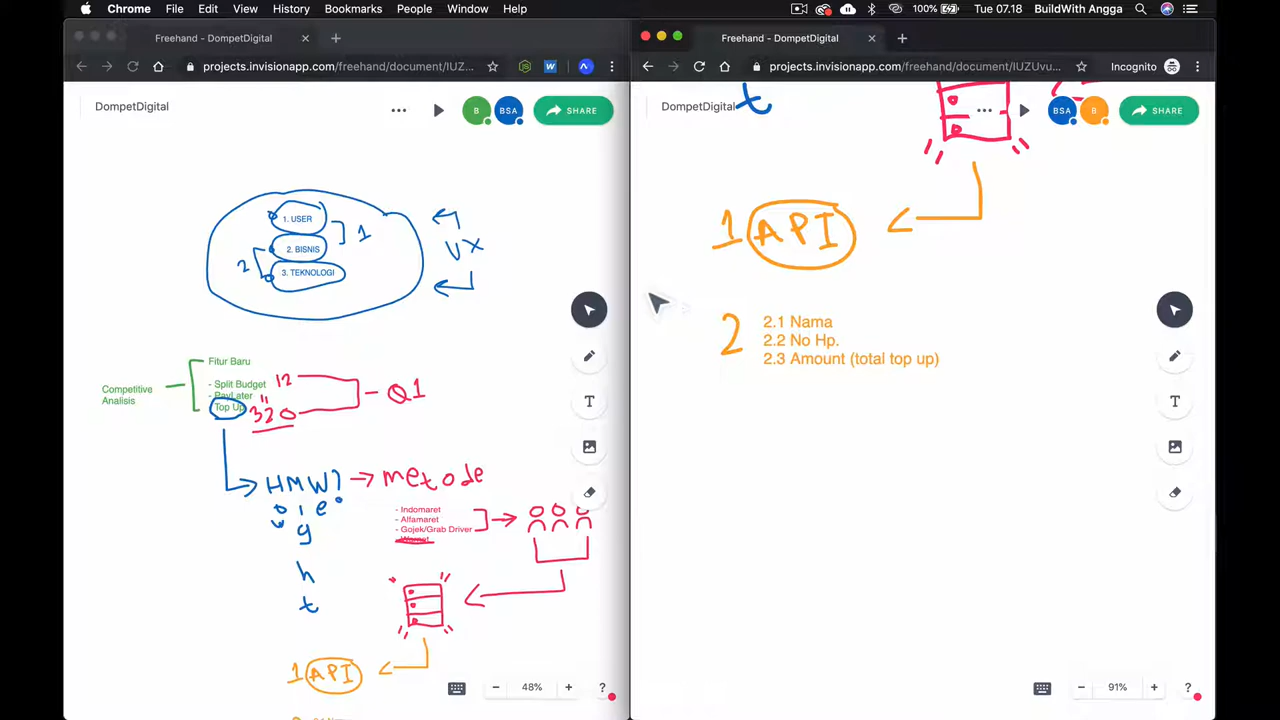 Chrome File Edit View History Bookmarks People Window Help 100% Tue 07.18 BuildWith Angga
Freehand - DompetDigital
projects.invisionapp.com/freehand/document/IUZ
DompetDigital
B BSA SHARE
1. USER
2. BISNIS
3. TEKNOLOGI
1
2
UX
Competitive
Analisis
Fitur Baru
- Split Budget
- PayLater
- Top Up
12
11
320
Q1
HMW?
metode
o i e
w g
h
t
- Indomaret
- Alfamaret
- Gojek/Grab Driver
1 API
48%
?
Freehand - DompetDigital
projects.invisionapp.com/freehand/document/IUZUvu
Incognito
DompetDigital
t
BSA B SHARE
1 API
2
2.1 Nama
2.2 No Hp.
2.3 Amount (total top up)
T
T
91%
?